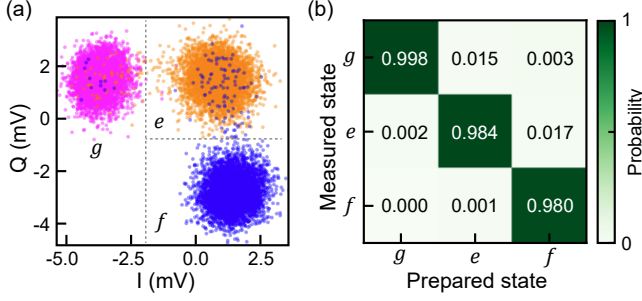 (a)
Q (mV)
2
0
-2
-4
g
e
f
-5.0
-2.5
0.0
2.5
I (mV)
(b)
Measured state
g
e
f
0.998 0.015 0.003
0.002 0.984 0.017
0.000 0.001 0.980
g e f
Prepared state
1
0
Probability